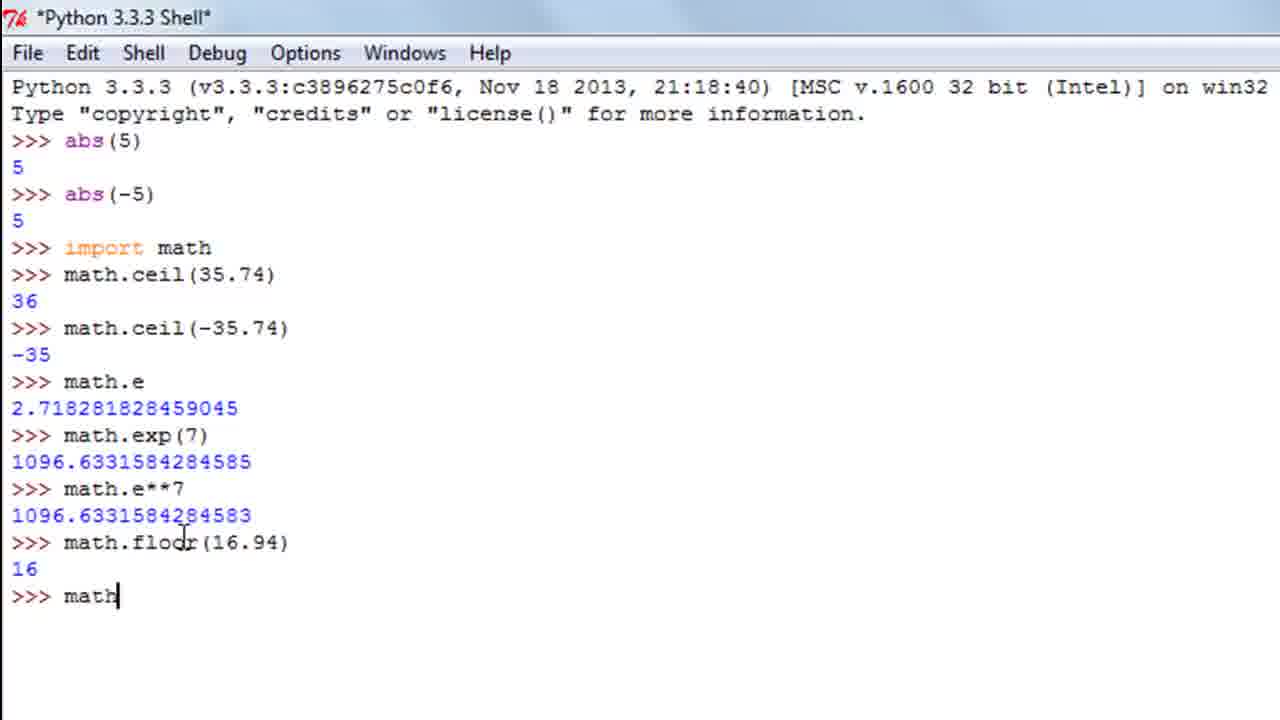 *Python 3.3.3 Shell*
File Edit Shell Debug Options Windows Help
Python 3.3.3 (v3.3.3:c3896275c0f6, Nov 18 2013, 21:18:40) [MSC v.1600 32 bit (Intel)] on win32
Type "copyright", "credits" or "license()" for more information.
>>> abs(5)
5
>>> abs(-5)
5
>>> import math
>>> math.ceil(35.74)
36
>>> math.ceil(-35.74)
-35
>>> math.e
2.718281828459045
>>> math.exp(7)
1096.6331584284585
>>> math.e**7
1096.6331584284583
>>> math.floor(16.94)
16
>>> math